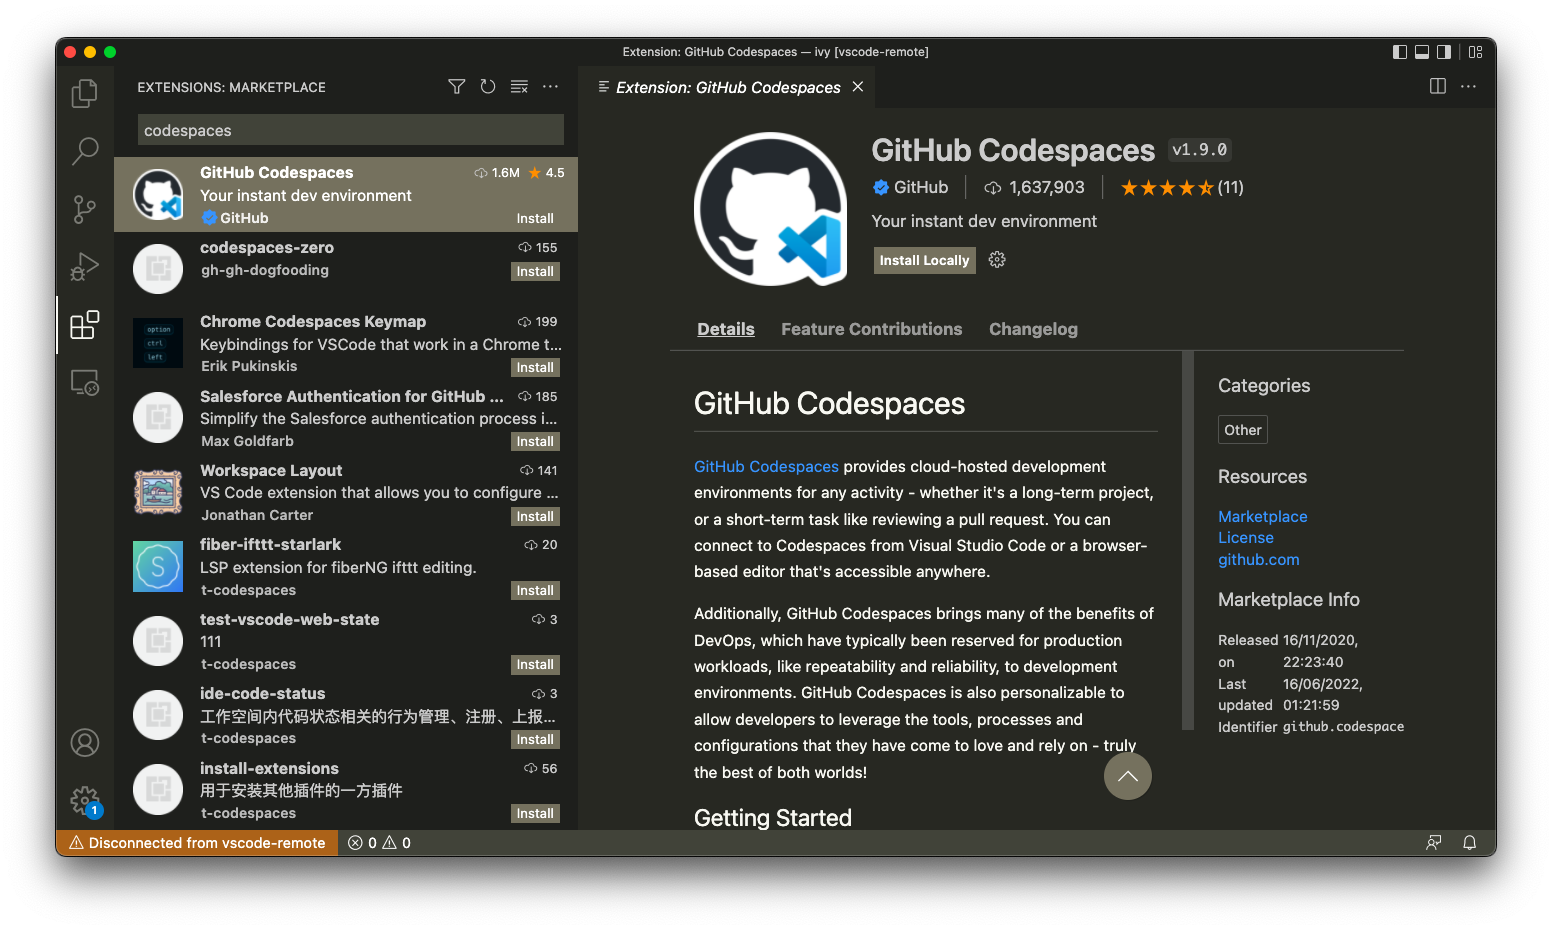 Extension: GitHub Codespaces — ivy [vscode-remote]
EXTENSIONS: MARKETPLACE
codespaces
GitHub Codespaces 1.6M 4.5
Your instant dev environment
GitHub Install
codespaces-zero 155
gh-gh-dogfooding Install
Chrome Codespaces Keymap 199
Keybindings for VSCode that work in a Chrome t...
Erik Pukinskis Install
option
ctrl
left
Salesforce Authentication for GitHub ... 185
Simplify the Salesforce authentication process i...
Max Goldfarb Install
Workspace Layout 141
VS Code extension that allows you to configure ...
Jonathan Carter Install
fiber-ifttt-starlark 20
LSP extension for fiberNG ifttt editing.
t-codespaces Install
S
test-vscode-web-state 3
111
t-codespaces Install
ide-code-status 3
工作空间内代码状态相关的行为管理、注册、上报...
t-codespaces Install
install-extensions 56
用于安装其他插件的一方插件
t-codespaces Install
1
Extension: GitHub Codespaces
GitHub Codespaces v1.9.0
GitHub 1,637,903 (11)
Your instant dev environment
Install Locally
Details Feature Contributions Changelog
GitHub Codespaces
GitHub Codespaces provides cloud-hosted development
environments for any activity - whether it's a long-term project,
or a short-term task like reviewing a pull request. You can
connect to Codespaces from Visual Studio Code or a browser-
based editor that's accessible anywhere.
Additionally, GitHub Codespaces brings many of the benefits of
DevOps, which have typically been reserved for production
workloads, like repeatability and reliability, to development
environments. GitHub Codespaces is also personalizable to
allow developers to leverage the tools, processes and
configurations that they have come to love and rely on - truly
the best of both worlds!
Getting Started
Categories
Other
Resources
Marketplace
License
github.com
Marketplace Info
Released 16/11/2020,
on 22:23:40
Last 16/06/2022,
updated 01:21:59
Identifier github.codespace
Disconnected from vscode-remote 0 0